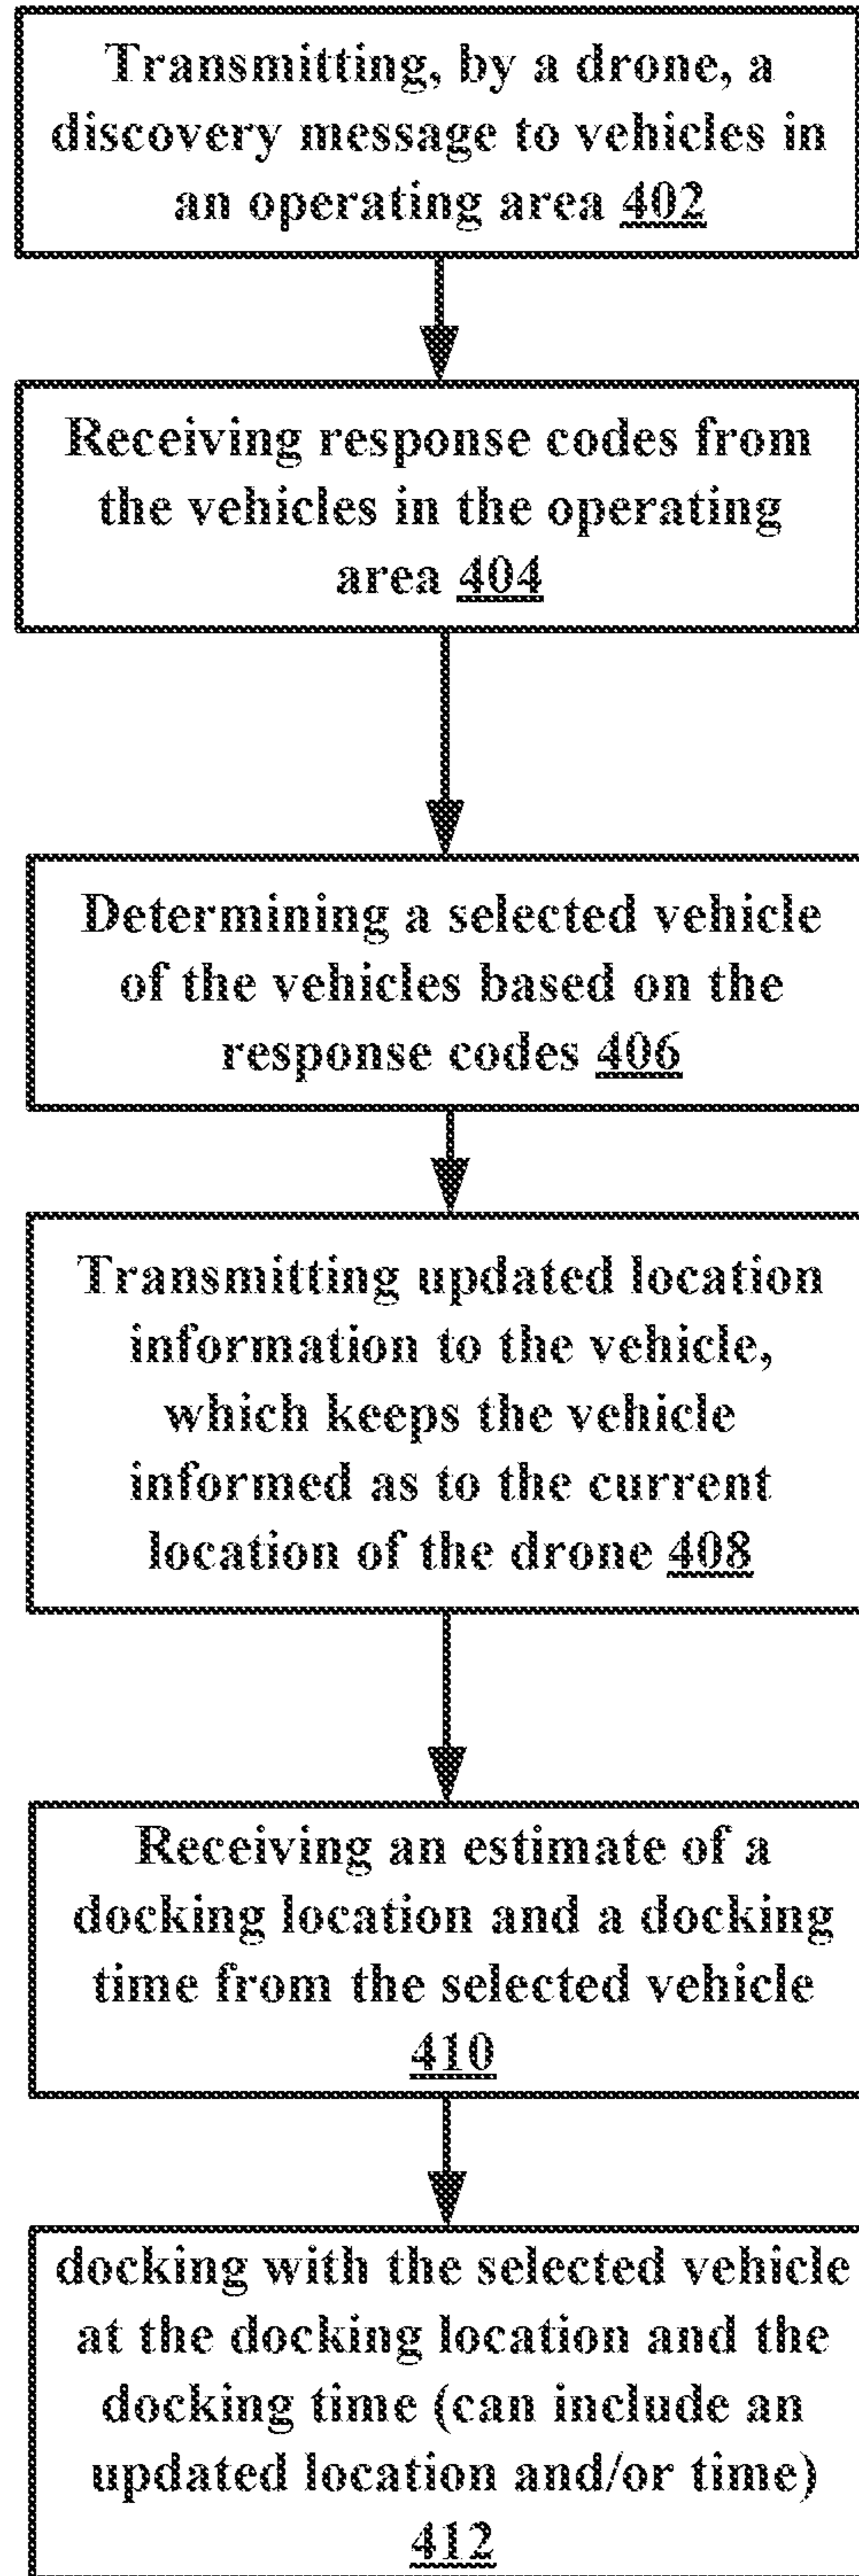 Transmitting, by a drone, a
discovery message to vehicles in
an operating area 402
Receiving response codes from
the vehicles in the operating
area 404
Determining a selected vehicle
of the vehicles based on the
response codes 406
Transmitting updated location
information to the vehicle,
which keeps the vehicle
informed as to the current
location of the drone 408
Receiving an estimate of a
docking location and a docking
time from the selected vehicle
410
docking with the selected vehicle
at the docking location and the
docking time (can include an
updated location and/or time)
412